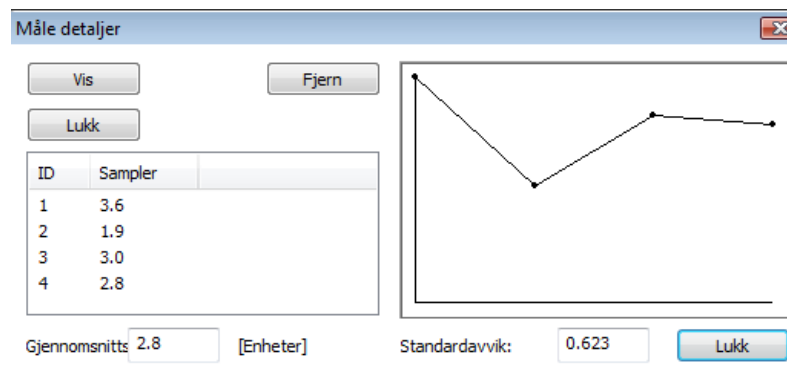 Måle detaljer
Vis
Fjern
Lukk
ID Sampler
1 3.6
2 1.9
3 3.0
4 2.8
Gjennomsnitts 2.8 [Enheter] Standardavvik: 0.623 Lukk